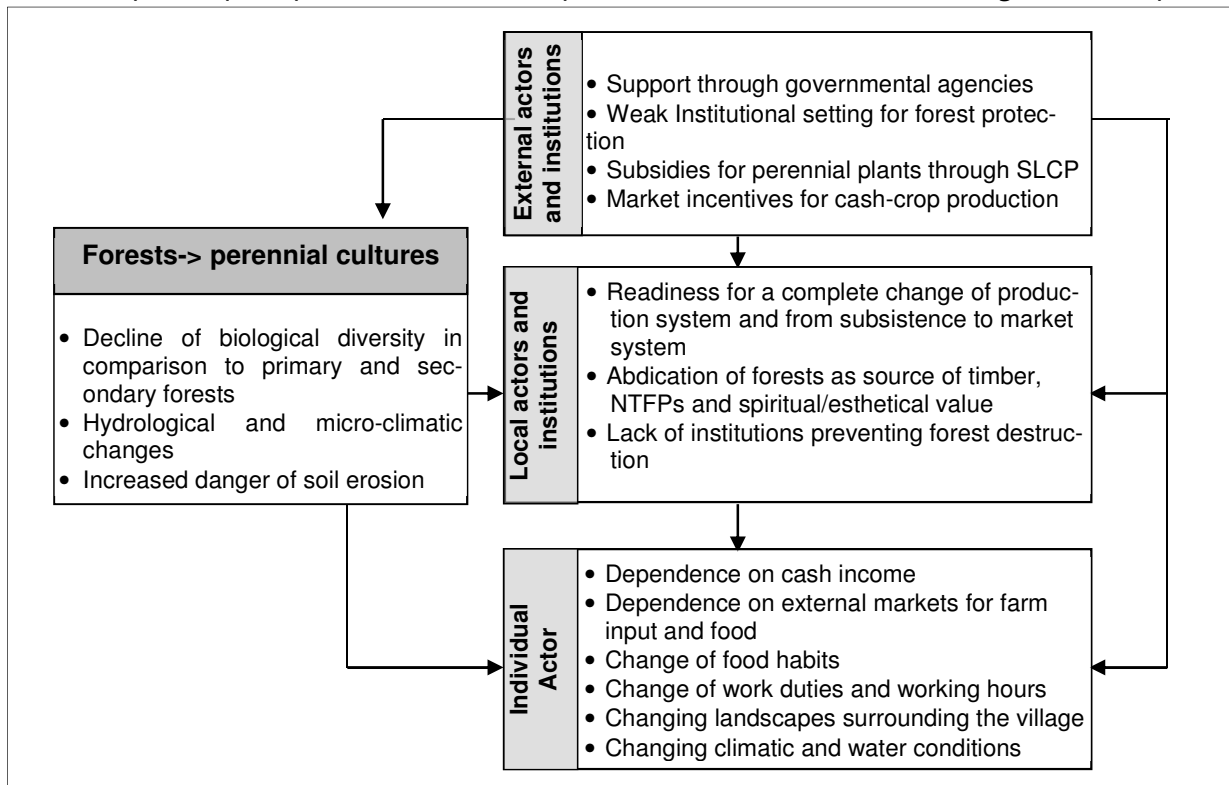 External actors
and institutions
• Support through governmental agencies
• Weak Institutional setting for forest protec-
tion
• Subsidies for perennial plants through SLCP
• Market incentives for cash-crop production
Forests-> perennial cultures
• Decline of biological diversity in
comparison to primary and sec-
ondary forests
• Hydrological and micro-climatic
changes
• Increased danger of soil erosion
Local actors and
institutions
• Readiness for a complete change of produc-
tion system and from subsistence to market
system
• Abdication of forests as source of timber,
NTFPs and spiritual/esthetical value
• Lack of institutions preventing forest destruc-
tion
Individual
Actor
• Dependence on cash income
• Dependence on external markets for farm
input and food
• Change of food habits
• Change of work duties and working hours
• Changing landscapes surrounding the village
• Changing climatic and water conditions